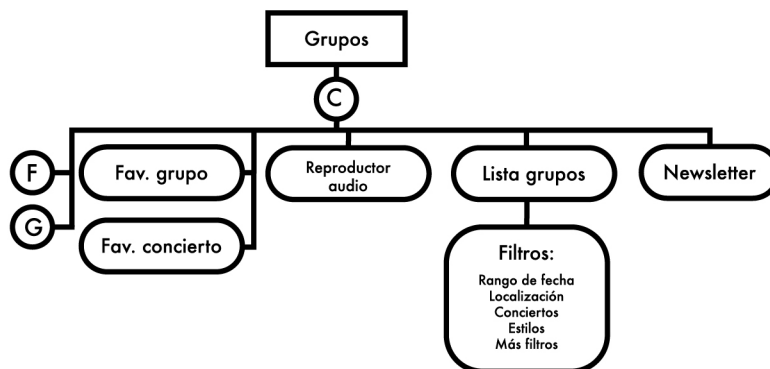 Grupos
C
F
Fav. grupo
Reproductor
audio
Lista grupos
Newsletter
G
Fav. concierto
Filtros:
Rango de fecha
Localización
Conciertos
Estilos
Más filtros